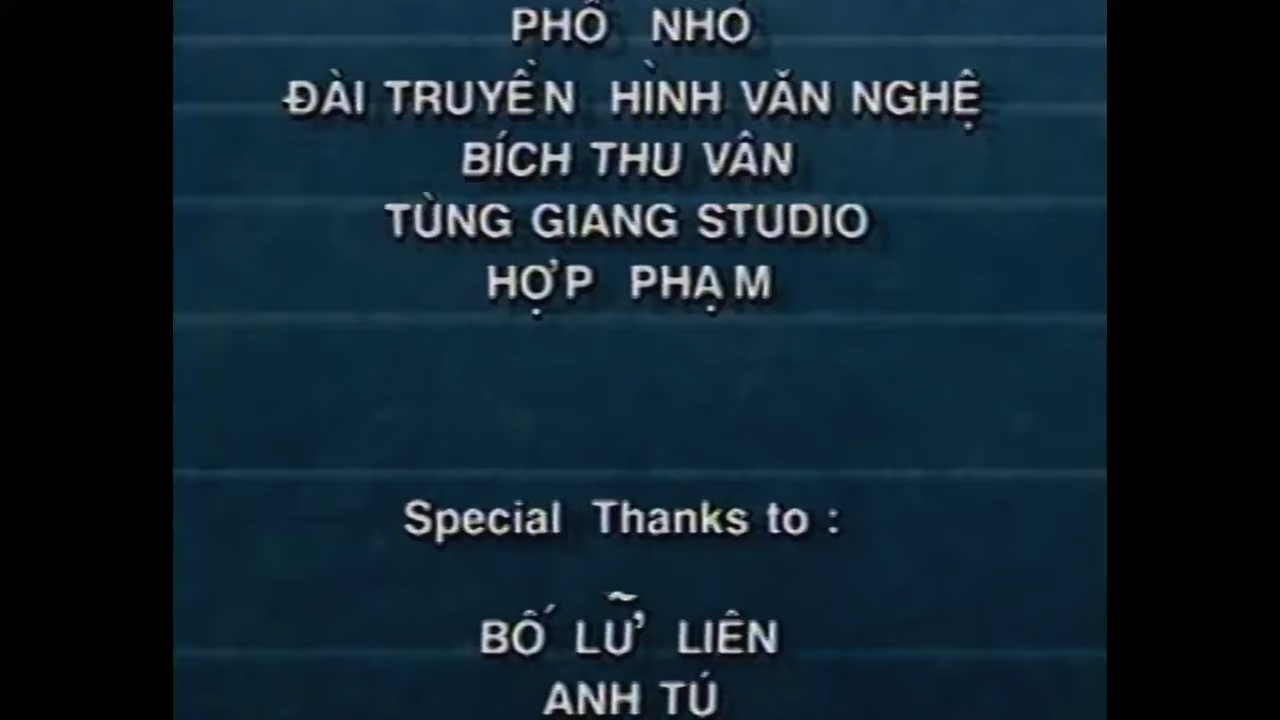 PHỐ NHỎ
ĐÀI TRUYỀN HÌNH VĂN NGHỆ
BÍCH THU VÂN
TÙNG GIANG STUDIO
HỢP PHẠM
Special Thanks to :
BỐ LỮ LIÊN
ANH TÚ